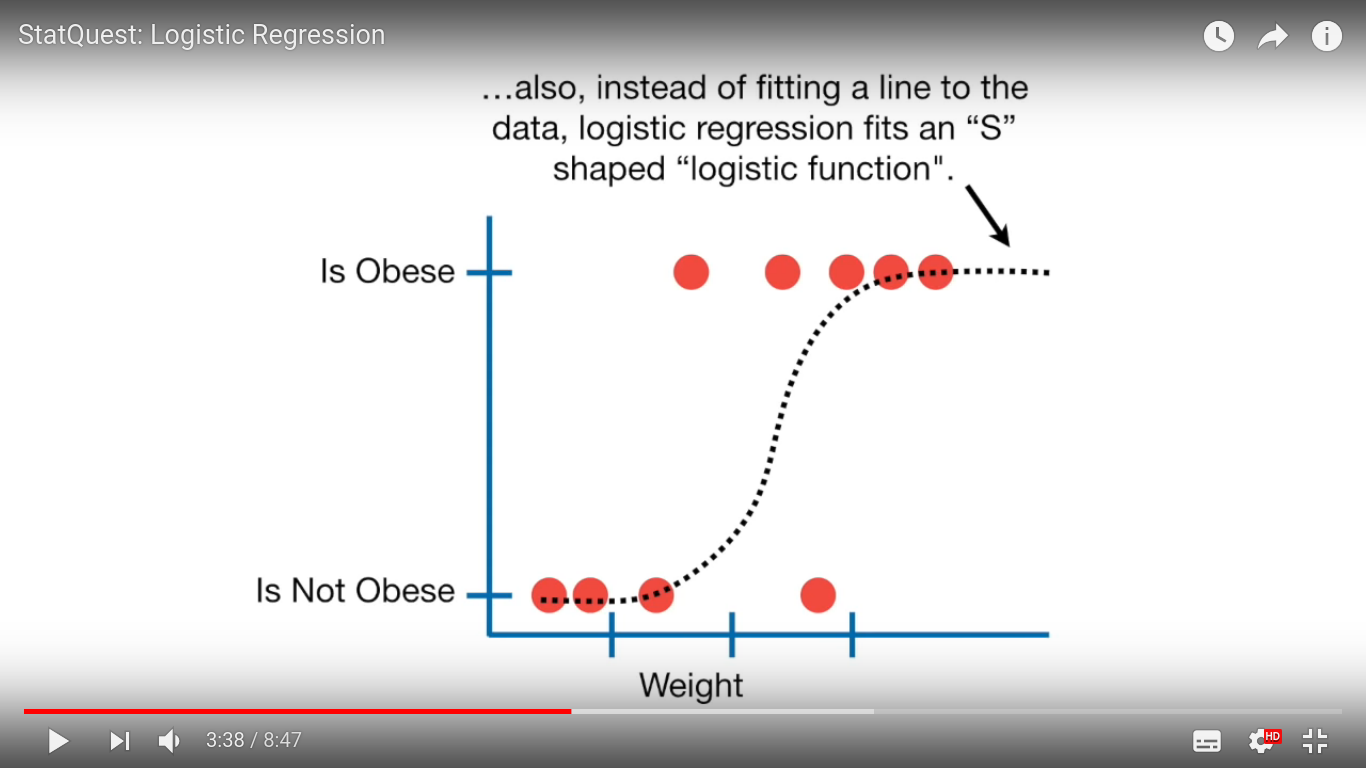 StatQuest: Logistic Regression
…also, instead of fitting a line to the
data, logistic regression fits an “S”
shaped “logistic function".
Is Obese
Is Not Obese
Weight
3:38 / 8:47
HD